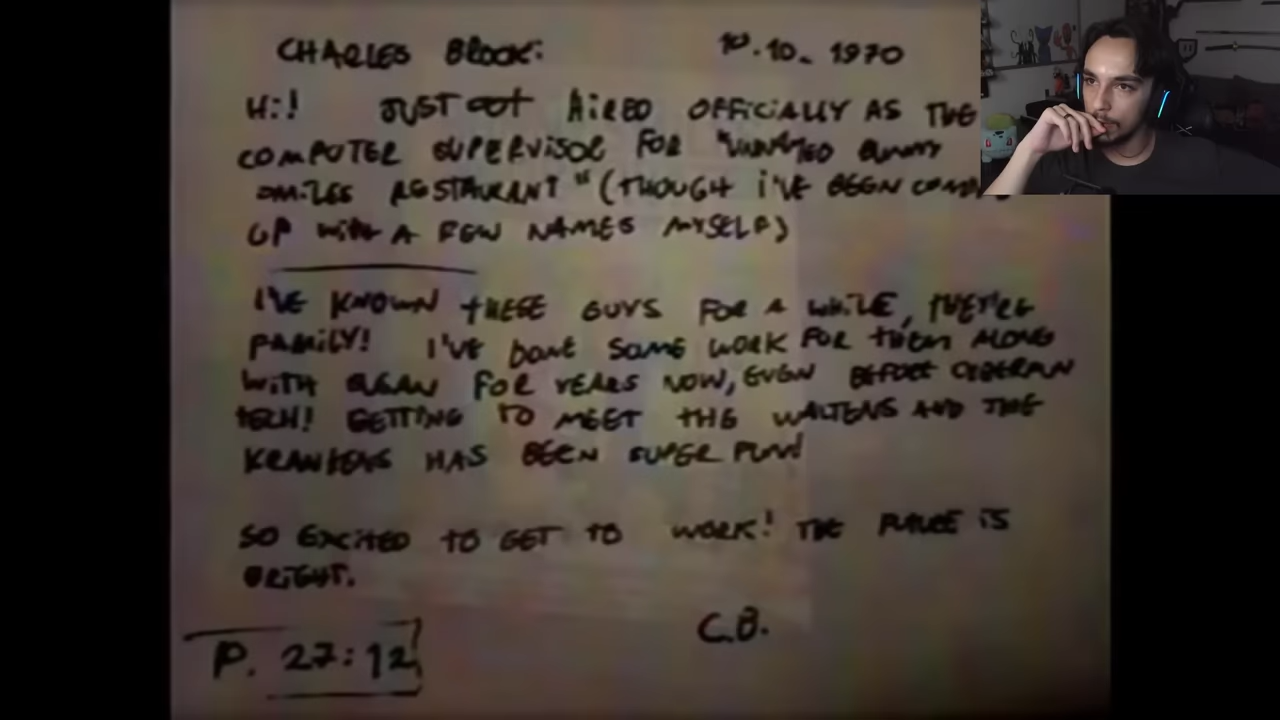 CHARLES BROOK: 10.10. 1970
Hi! JUST GOT HIRED OFFICIALLY AS THE
COMPUTER SUPERVISOR FOR "UNNAMED BUNNY
SMILES RESTAURANT" (THOUGH I'VE BEEN
UP WITH A FEW NAMES MYSELF)
I'VE KNOWN THESE GUYS FOR A WHILE, THEY'RE
FAMILY! I'VE DONE SOME WORK FOR THEM ALONG
WITH FOR YEARS NOW, EVEN BEFORE
TECH! GETTING TO MEET THE WALTENS AND THE
KRANKENS HAS BEEN SUPER FUN!
SO EXCITED TO GET TO WORK! THE FUTURE IS
BRIGHT.
C.B.
P. 27:12